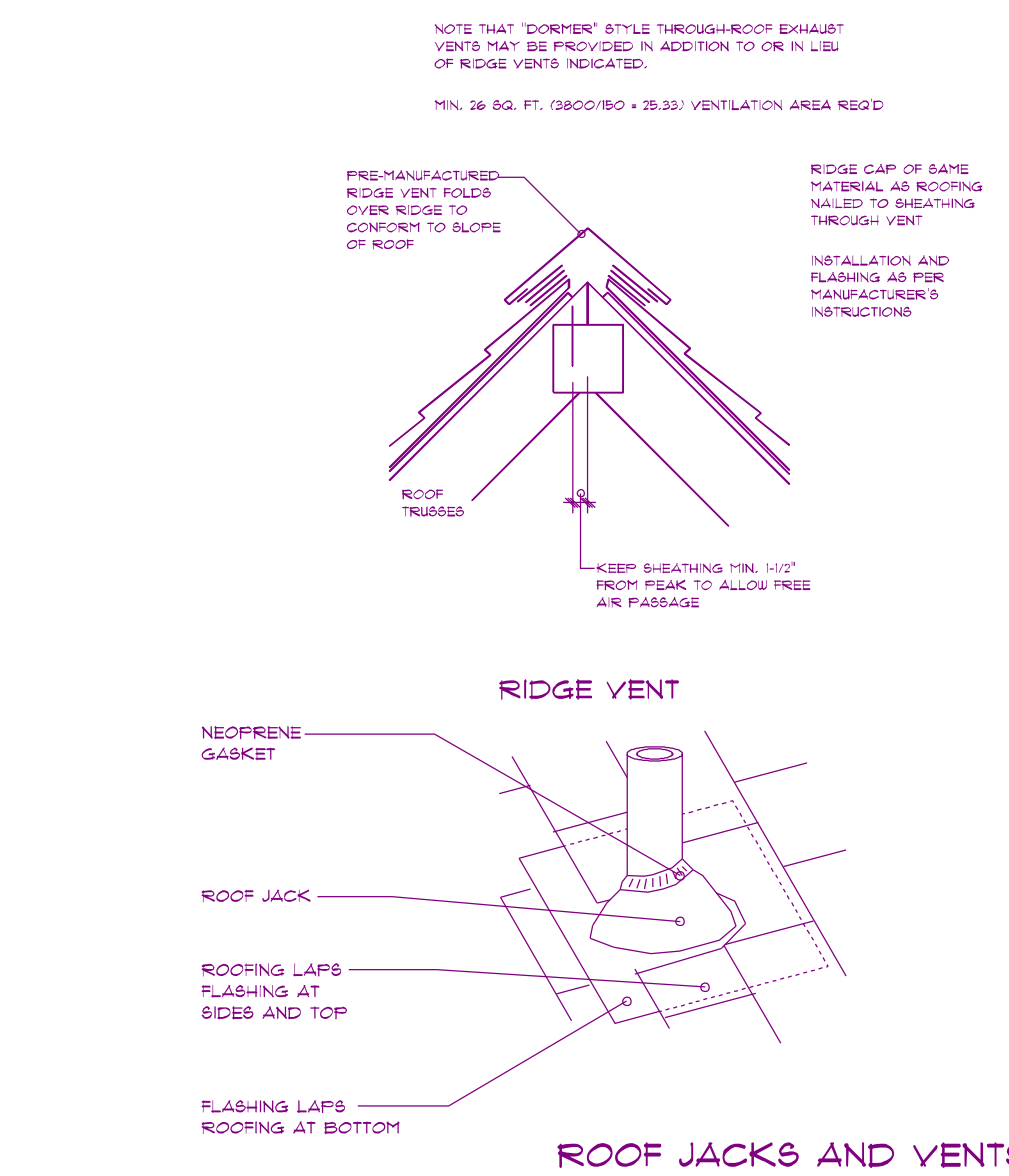 NOTE THAT "DORMER" STYLE THROUGH-ROOF EXHAUST
VENTS MAY BE PROVIDED IN ADDITION TO OR IN LIEU
OF RIDGE VENTS INDICATED.
MIN. 26 SQ. FT. (3800/150 = 25.33) VENTILATION AREA REQ'D
PRE-MANUFACTURED
RIDGE VENT FOLDS
OVER RIDGE TO
CONFORM TO SLOPE
OF ROOF
RIDGE CAP OF SAME
MATERIAL AS ROOFING
NAILED TO SHEATHING
THROUGH VENT
INSTALLATION AND
FLASHING AS PER
MANUFACTURER'S
INSTRUCTIONS
ROOF
TRUSSES
KEEP SHEATHING MIN. 1-1/2"
FROM PEAK TO ALLOW FREE
AIR PASSAGE
RIDGE VENT
NEOPRENE
GASKET
ROOF JACK
ROOFING LAPS
FLASHING AT
SIDES AND TOP
FLASHING LAPS
ROOFING AT BOTTOM
ROOF JACKS AND VENTS